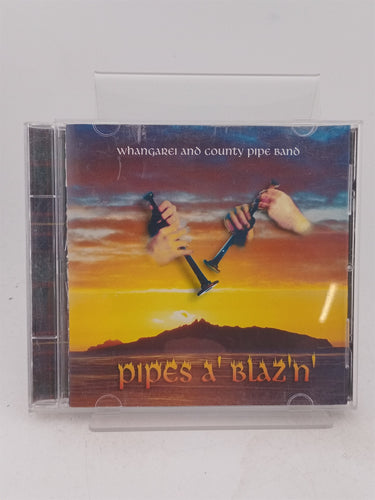 Whangarei and County Pipe Band
Pipes A' Blaz'n'